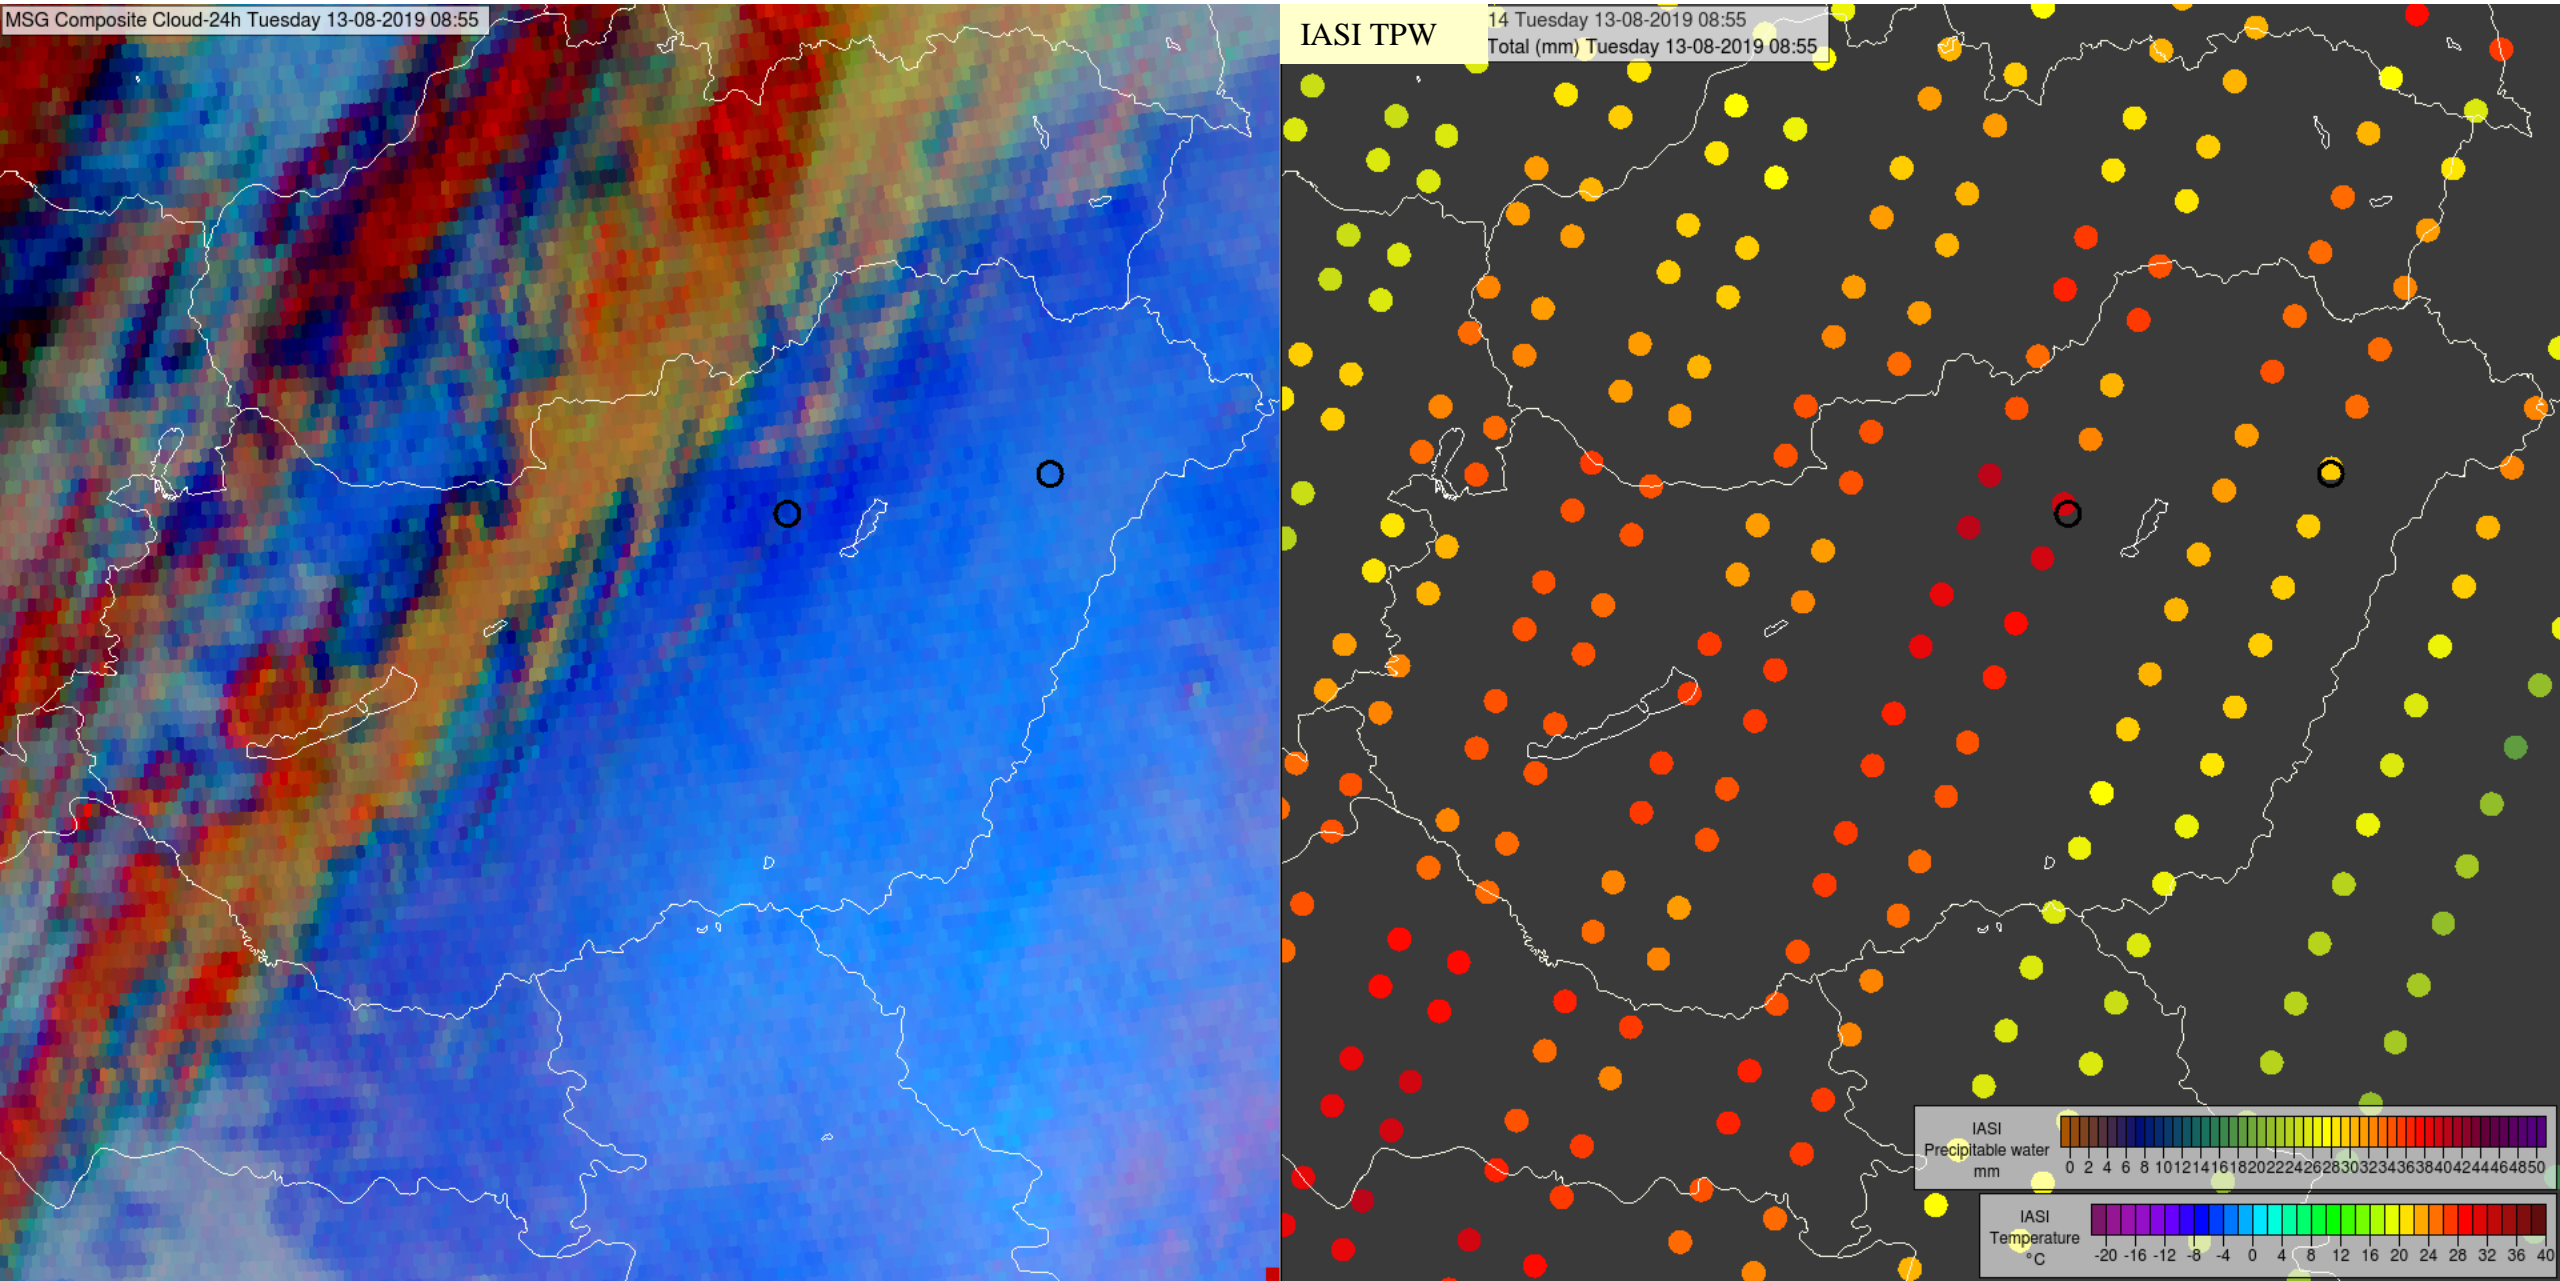 MSG Composite Cloud-24h Tuesday 13-08-2019 08:55
IASI TPW
14 Tuesday 13-08-2019 08:55
Total (mm) Tuesday 13-08-2019 08:55
IASI
Precipitable water
mm
0 2 4 6 8 10 12 14 16 18 20 22 24 26 28 30 32 34 36 38 40 42 44 46 48 50
IASI
Temperature
°C
-20 -16 -12 -8 -4 0 4 8 12 16 20 24 28 32 36 40